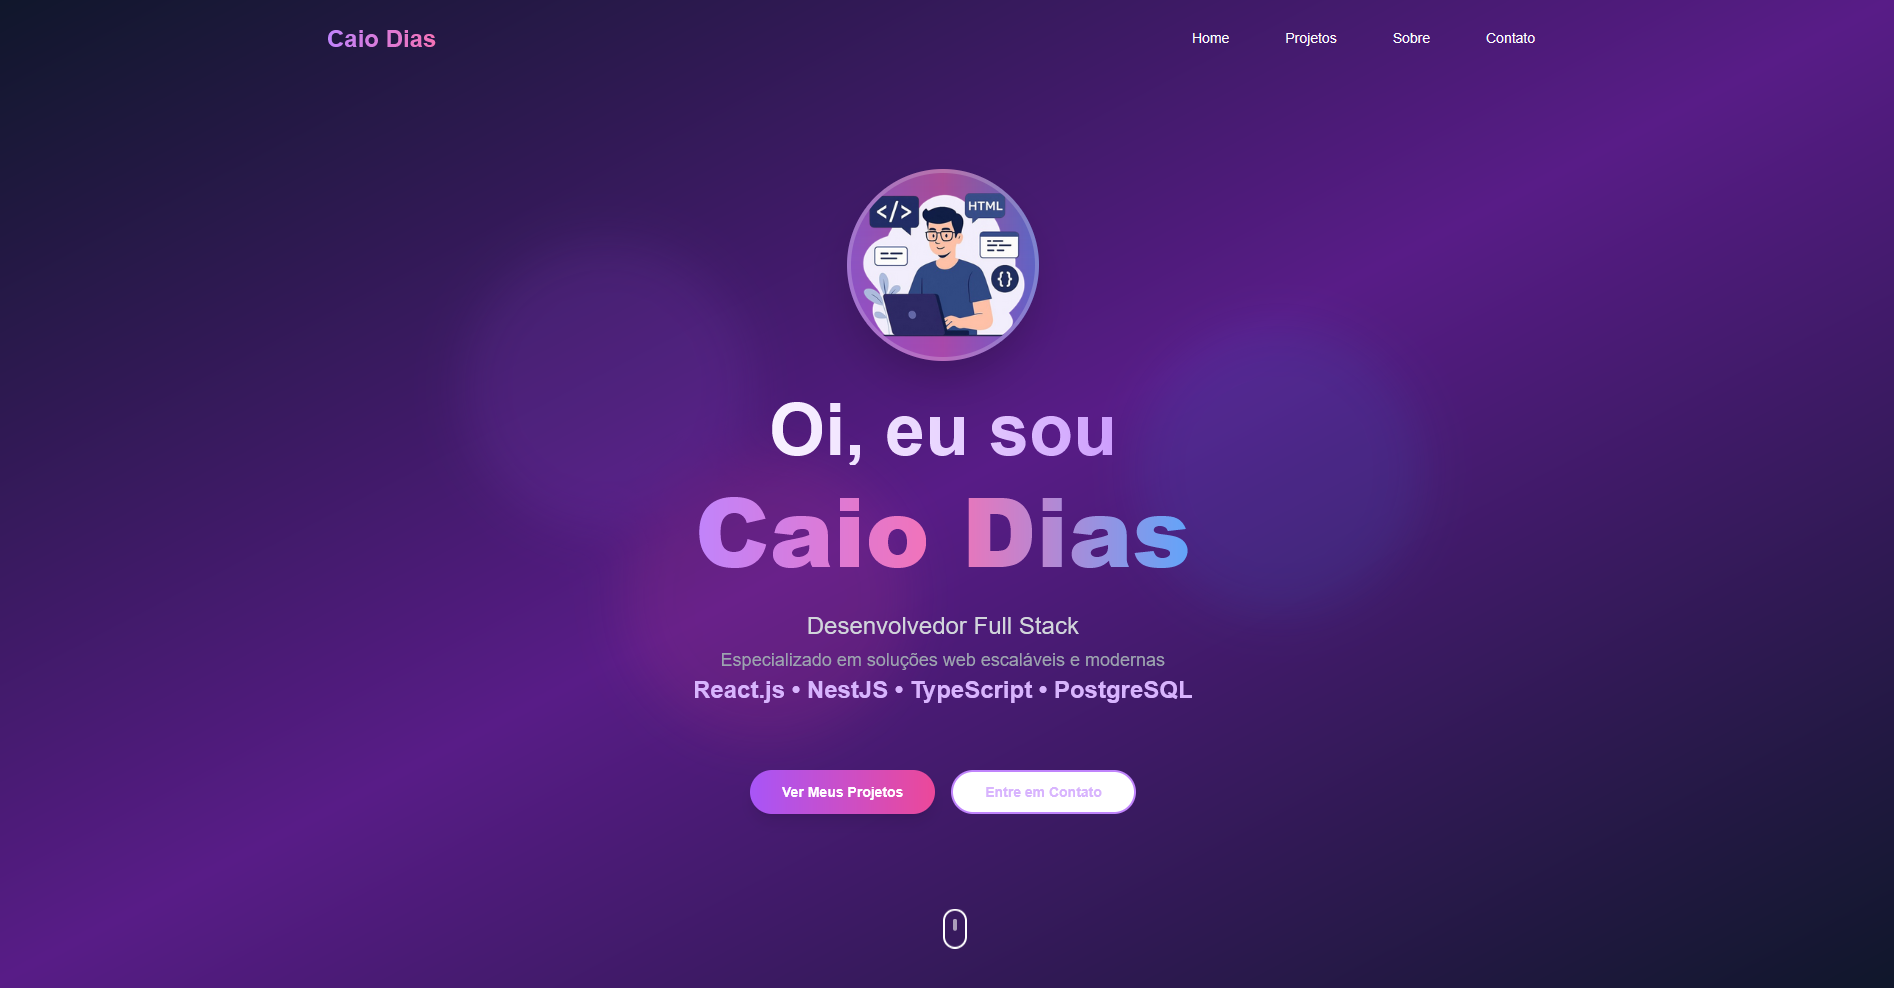 Caio Dias
Home
Projetos
Sobre
Contato
</>
HTML
{}
Oi, eu sou
Caio Dias
Desenvolvedor Full Stack
Especializado em soluções web escaláveis e modernas
React.js • NestJS • TypeScript • PostgreSQL
Ver Meus Projetos
Entre em Contato